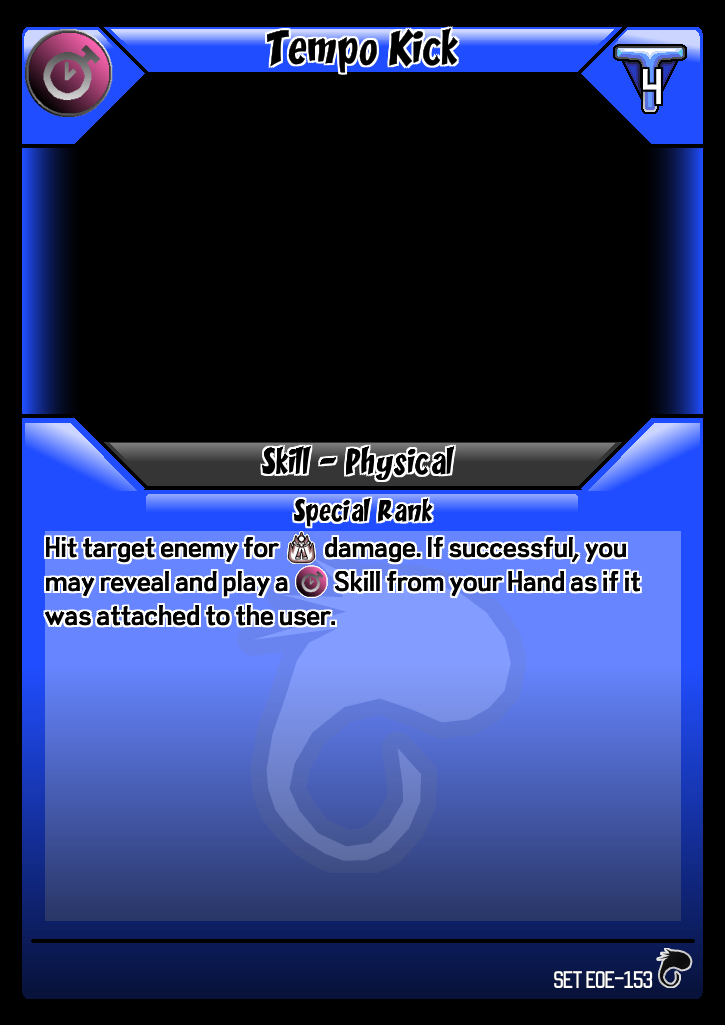 Tempo Kick
4
Skill - Physical
Special Rank
Hit target enemy for damage. If successful, you
may reveal and play a Skill from your Hand as if it
was attached to the user.
SET EOE-153